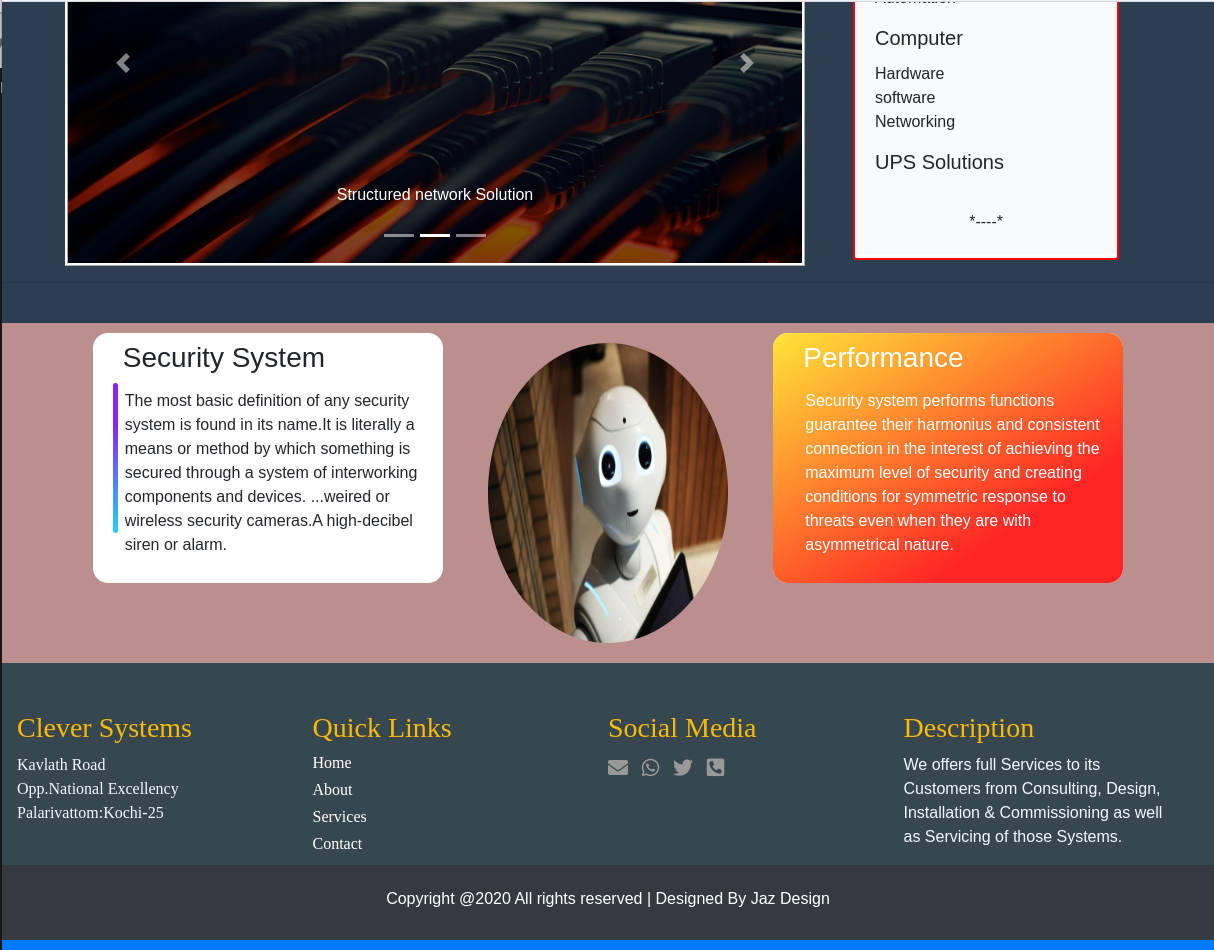 Automation
Computer
Hardware
software
Networking
UPS Solutions
*----*
Structured network Solution
Security System
The most basic definition of any security
system is found in its name.It is literally a
means or method by which something is
secured through a system of interworking
components and devices. ...weired or
wireless security cameras.A high-decibel
siren or alarm.
Performance
Security system performs functions
guarantee their harmonius and consistent
connection in the interest of achieving the
maximum level of security and creating
conditions for symmetric response to
threats even when they are with
asymmetrical nature.
Clever Systems
Kavlath Road
Opp.National Excellency
Palarivattom:Kochi-25
Quick Links
Home
About
Services
Contact
Social Media
Description
We offers full Services to its
Customers from Consulting, Design,
Installation & Commissioning as well
as Servicing of those Systems.
Copyright @2020 All rights reserved | Designed By Jaz Design